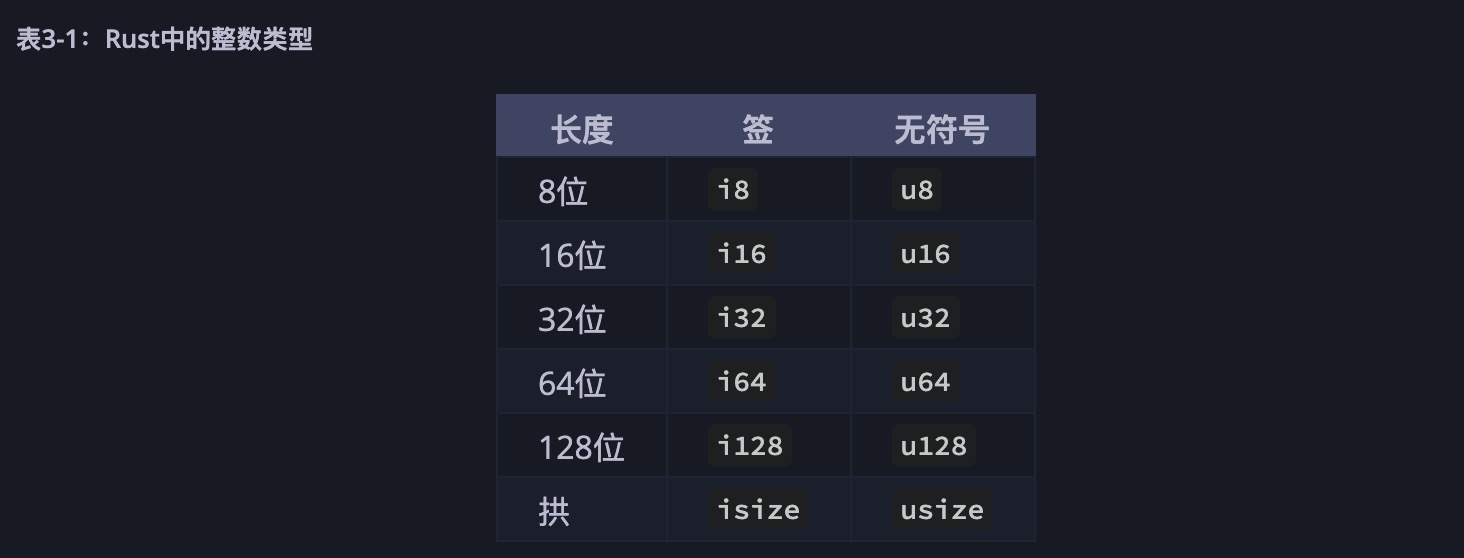 表3-1：Rust中的整数类型
长度 签 无符号
8位 i8 u8
16位 i16 u16
32位 i32 u32
64位 i64 u64
128位 i128 u128
拱 isize usize